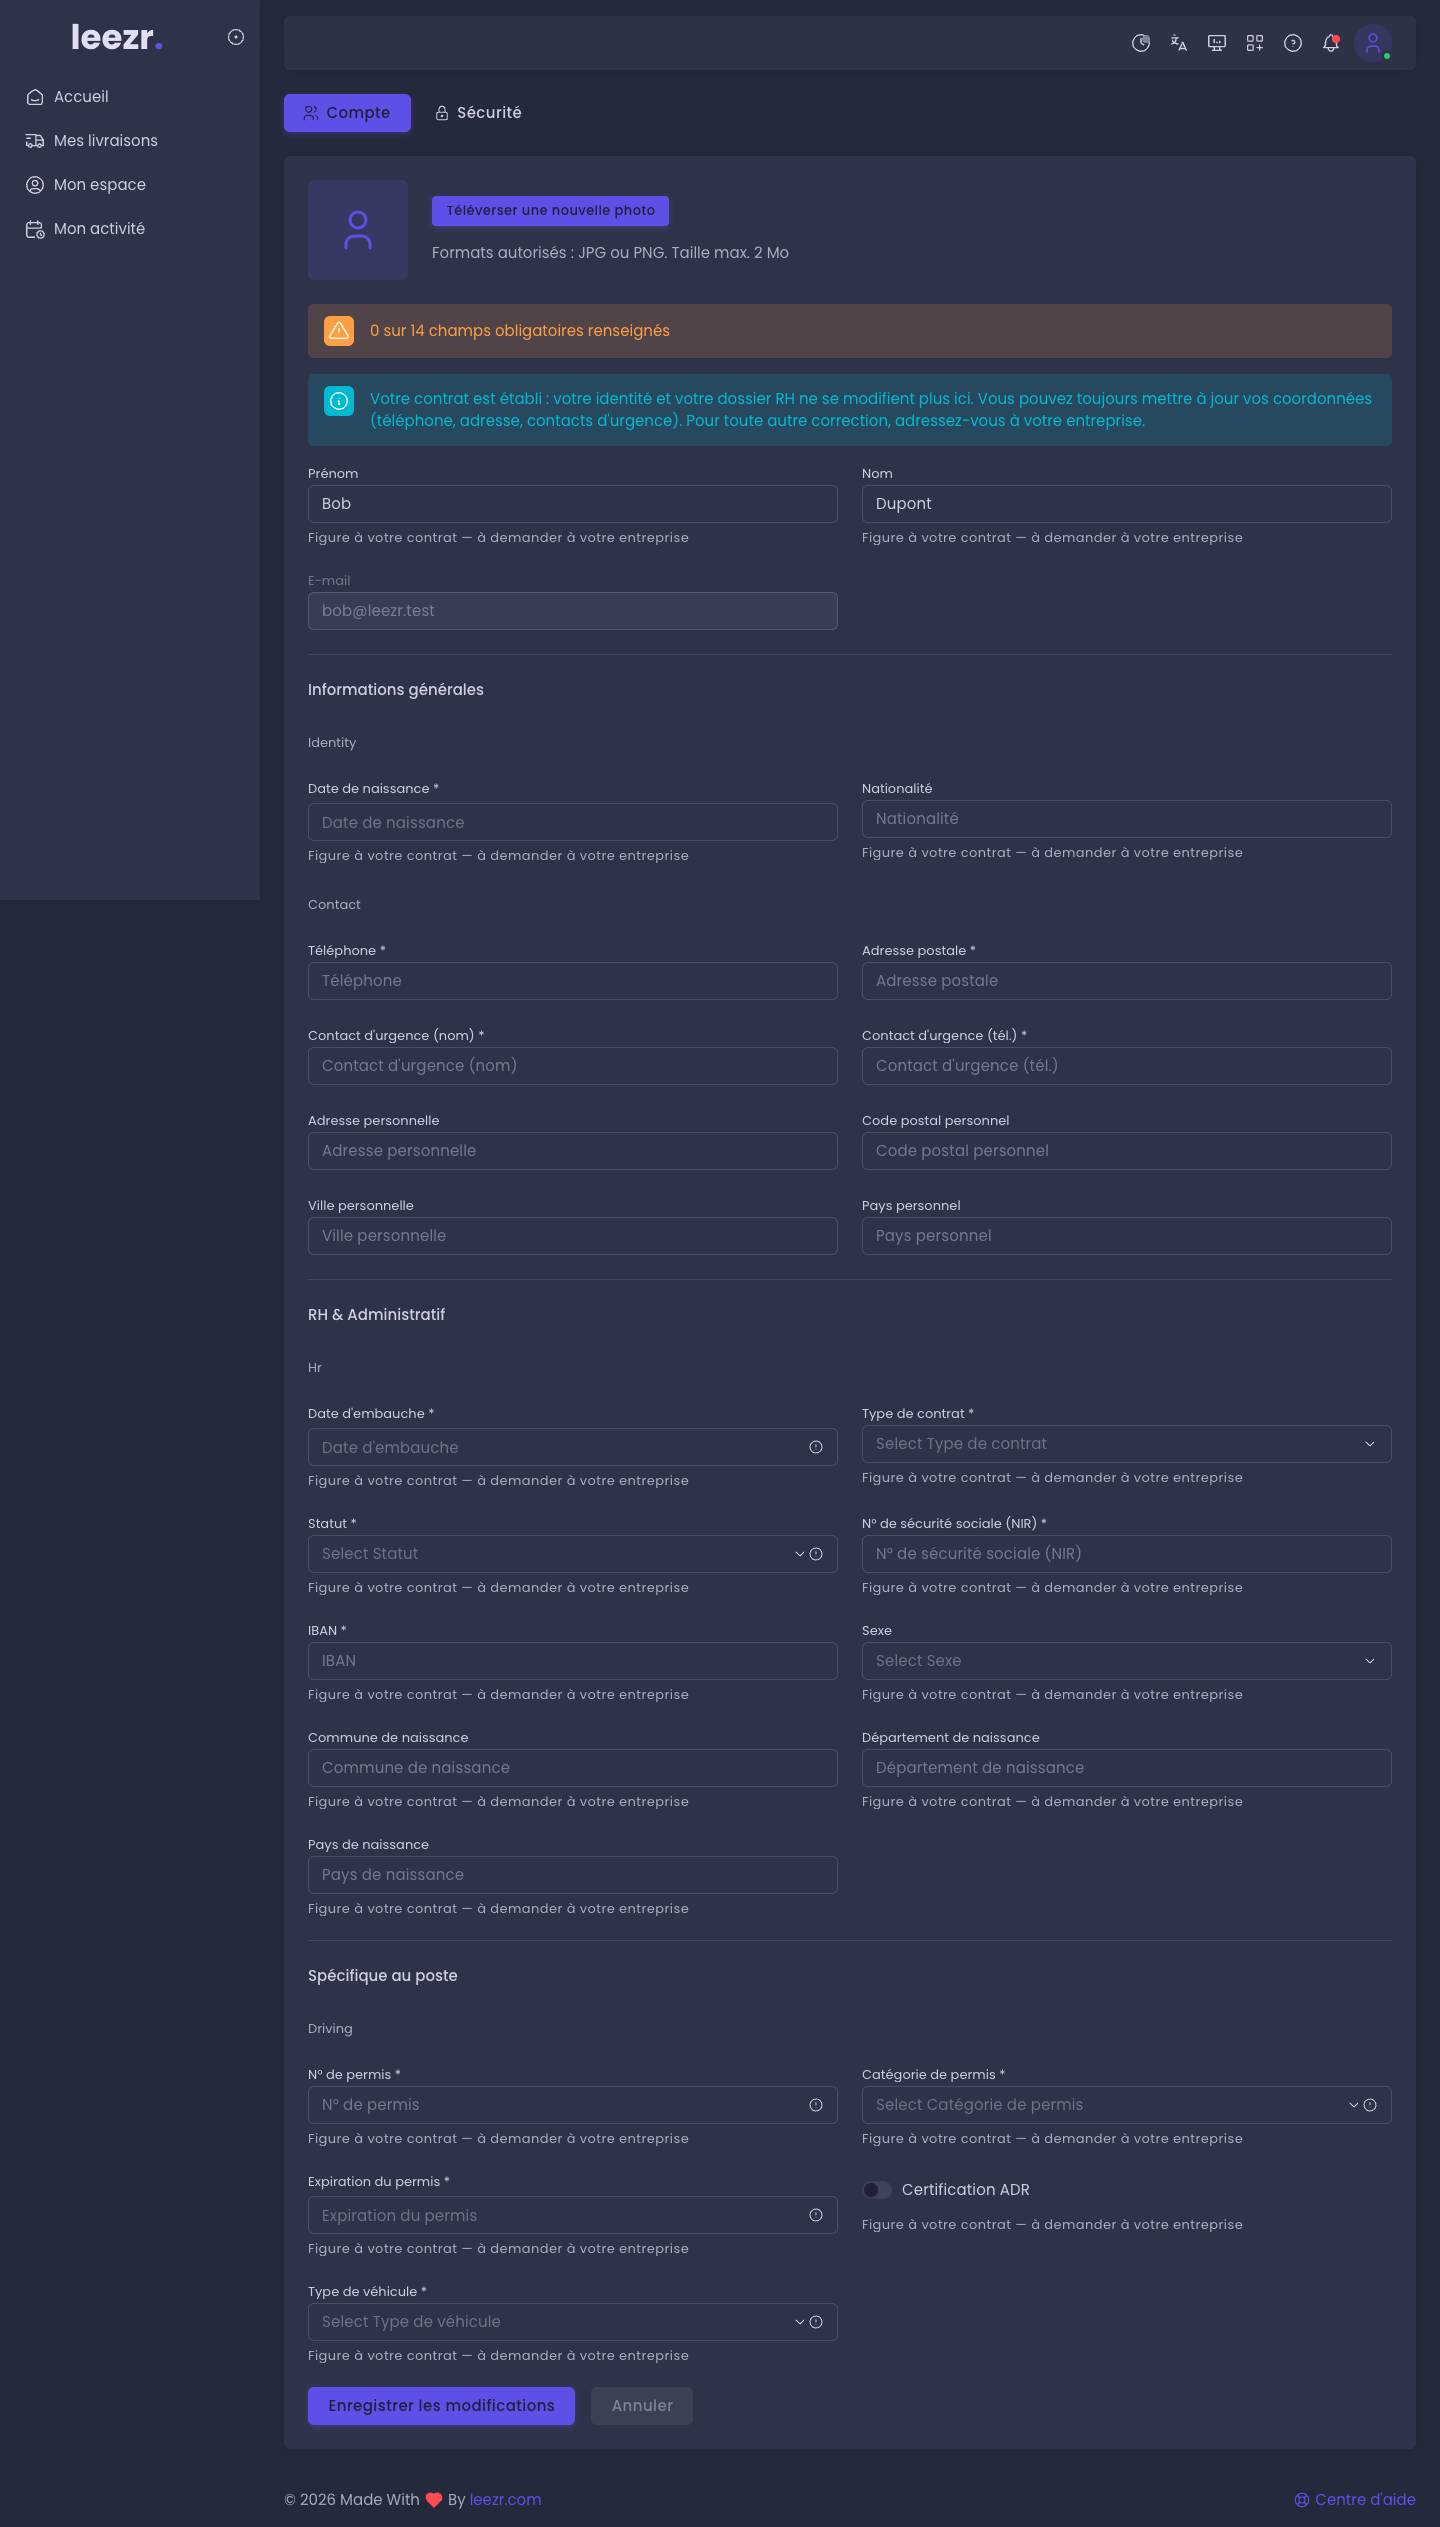 leezr.
Accueil
Mes livraisons
Mon espace
Mon activité
Compte
Sécurité
Téléverser une nouvelle photo
Formats autorisés : JPG ou PNG. Taille max. 2 Mo
0 sur 14 champs obligatoires renseignés
Votre contrat est établi : votre identité et votre dossier RH ne se modifient plus ici. Vous pouvez toujours mettre à jour vos coordonnées
(téléphone, adresse, contacts d'urgence). Pour toute autre correction, adressez-vous à votre entreprise.
Prénom
Nom
Bob
Dupont
Figure à votre contrat — à demander à votre entreprise
Figure à votre contrat — à demander à votre entreprise
E-mail
bob@leezr.test
Informations générales
Identity
Date de naissance *
Nationalité
Date de naissance
Nationalité
Figure à votre contrat — à demander à votre entreprise
Figure à votre contrat — à demander à votre entreprise
Contact
Téléphone *
Adresse postale *
Téléphone
Adresse postale
Contact d'urgence (nom) *
Contact d'urgence (tél.) *
Contact d'urgence (nom)
Contact d'urgence (tél.)
Adresse personnelle
Code postal personnel
Adresse personnelle
Code postal personnel
Ville personnelle
Pays personnel
Ville personnelle
Pays personnel
RH & Administratif
Hr
Date d'embauche *
Type de contrat *
Date d'embauche
Select Type de contrat
Figure à votre contrat — à demander à votre entreprise
Figure à votre contrat — à demander à votre entreprise
Statut *
N° de sécurité sociale (NIR) *
Select Statut
N° de sécurité sociale (NIR)
Figure à votre contrat — à demander à votre entreprise
Figure à votre contrat — à demander à votre entreprise
IBAN *
Sexe
IBAN
Select Sexe
Figure à votre contrat — à demander à votre entreprise
Figure à votre contrat — à demander à votre entreprise
Commune de naissance
Département de naissance
Commune de naissance
Département de naissance
Figure à votre contrat — à demander à votre entreprise
Figure à votre contrat — à demander à votre entreprise
Pays de naissance
Pays de naissance
Figure à votre contrat — à demander à votre entreprise
Spécifique au poste
Driving
N° de permis *
Catégorie de permis *
N° de permis
Select Catégorie de permis
Figure à votre contrat — à demander à votre entreprise
Figure à votre contrat — à demander à votre entreprise
Expiration du permis *
Certification ADR
Expiration du permis
Figure à votre contrat — à demander à votre entreprise
Figure à votre contrat — à demander à votre entreprise
Type de véhicule *
Select Type de véhicule
Figure à votre contrat — à demander à votre entreprise
Enregistrer les modifications
Annuler
© 2026 Made With ❤ By leezr.com
Centre d'aide